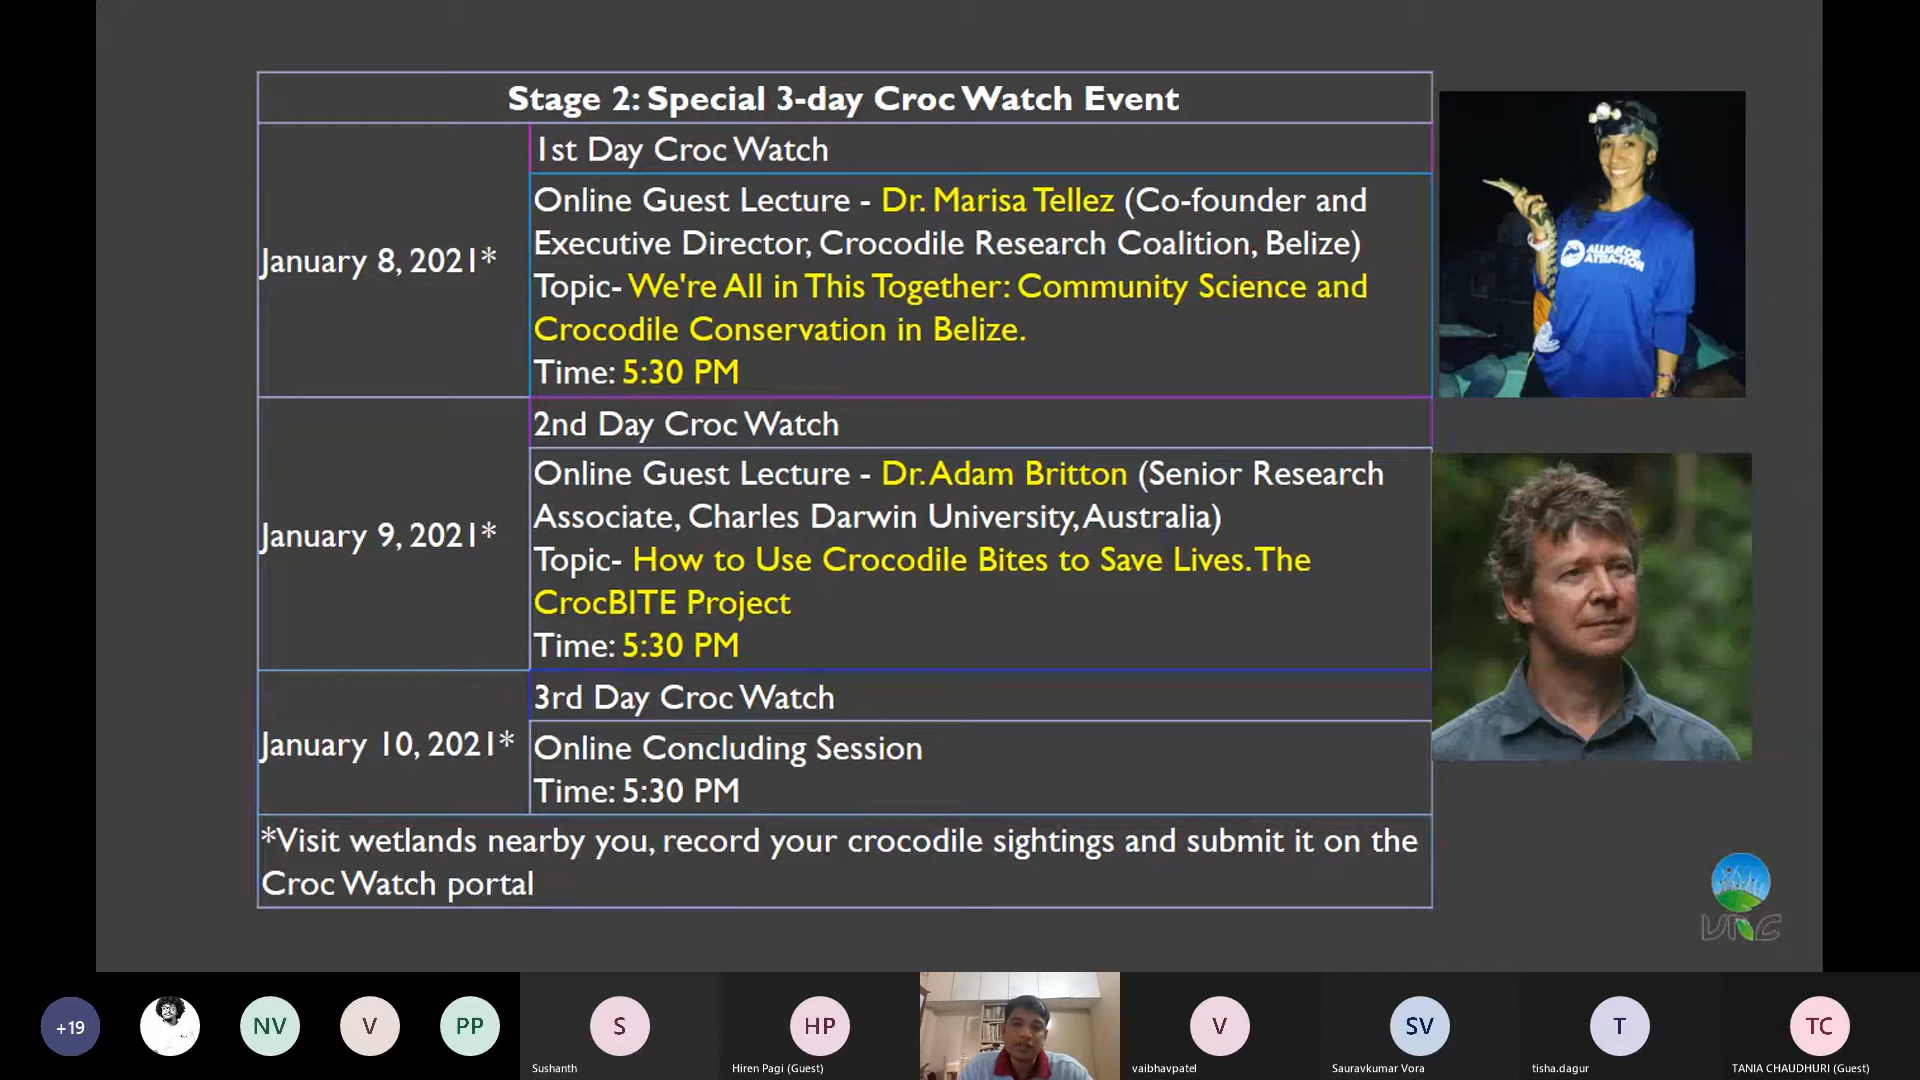 Stage 2: Special 3-day Croc Watch Event
January 8, 2021*
1st Day Croc Watch
Online Guest Lecture - Dr. Marisa Tellez (Co-founder and
Executive Director, Crocodile Research Coalition, Belize)
Topic- We're All in This Together: Community Science and
Crocodile Conservation in Belize.
Time: 5:30 PM
January 9, 2021*
2nd Day Croc Watch
Online Guest Lecture - Dr. Adam Britton (Senior Research
Associate, Charles Darwin University, Australia)
Topic- How to Use Crocodile Bites to Save Lives. The
CrocBITE Project
Time: 5:30 PM
January 10, 2021*
3rd Day Croc Watch
Online Concluding Session
Time: 5:30 PM
*Visit wetlands nearby you, record your crocodile sightings and submit it on the
Croc Watch portal
ALLIGATOR
ATTRACTION
VNC
+19
NV
V
PP
S
Sushanth
HP
Hiren Pagi (Guest)
V
vaibhavpatel
SV
Sauravkumar Vora
T
tisha.dagur
TC
TANIA CHAUDHURI (Guest)